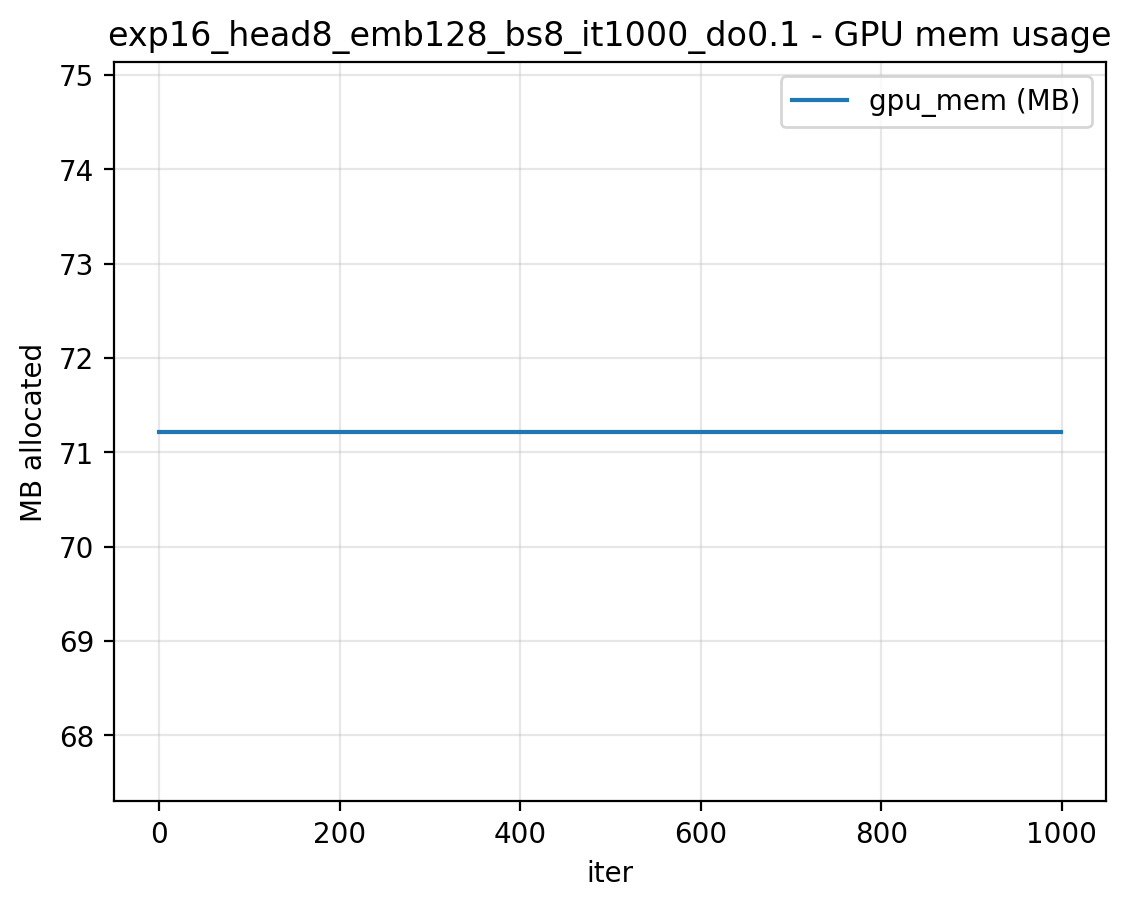 exp16_head8_emb128_bs8_it1000_do0.1 - GPU mem usage
gpu_mem (MB)
MB allocated
75
74
73
72
71
70
69
68
0 200 400 600 800 1000
iter